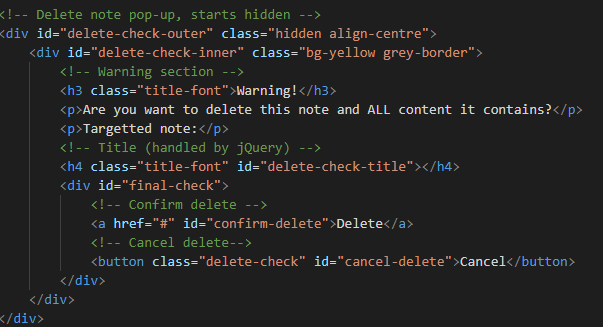 <!-- Delete note pop-up, starts hidden -->
<div id="delete-check-outer" class="hidden align-centre">
    <div id="delete-check-inner" class="bg-yellow grey-border">
        <!-- Warning section -->
        <h3 class="title-font">Warning!</h3>
        <p>Are you want to delete this note and ALL content it contains?</p>
        <p>Targetted note:</p>
        <!-- Title (handled by jQuery) -->
        <h4 class="title-font" id="delete-check-title"></h4>
        <div id="final-check">
            <!-- Confirm delete -->
            <a href="#" id="confirm-delete">Delete</a>
            <!-- Cancel delete-->
            <button class="delete-check" id="cancel-delete">Cancel</button>
        </div>
    </div>
</div>